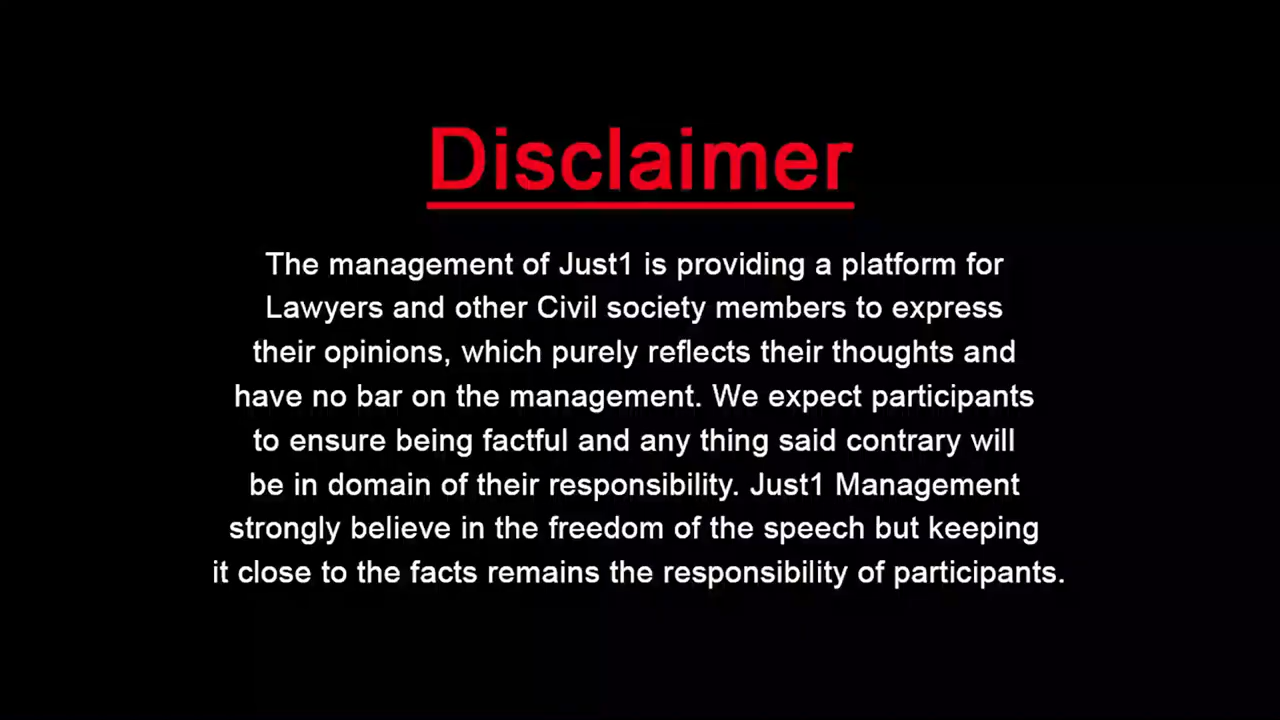 Disclaimer
The management of Just1 is providing a platform for
Lawyers and other Civil society members to express
their opinions, which purely reflects their thoughts and
have no bar on the management. We expect participants
to ensure being factful and any thing said contrary will
be in domain of their responsibility. Just1 Management
strongly believe in the freedom of the speech but keeping
it close to the facts remains the responsibility of participants.